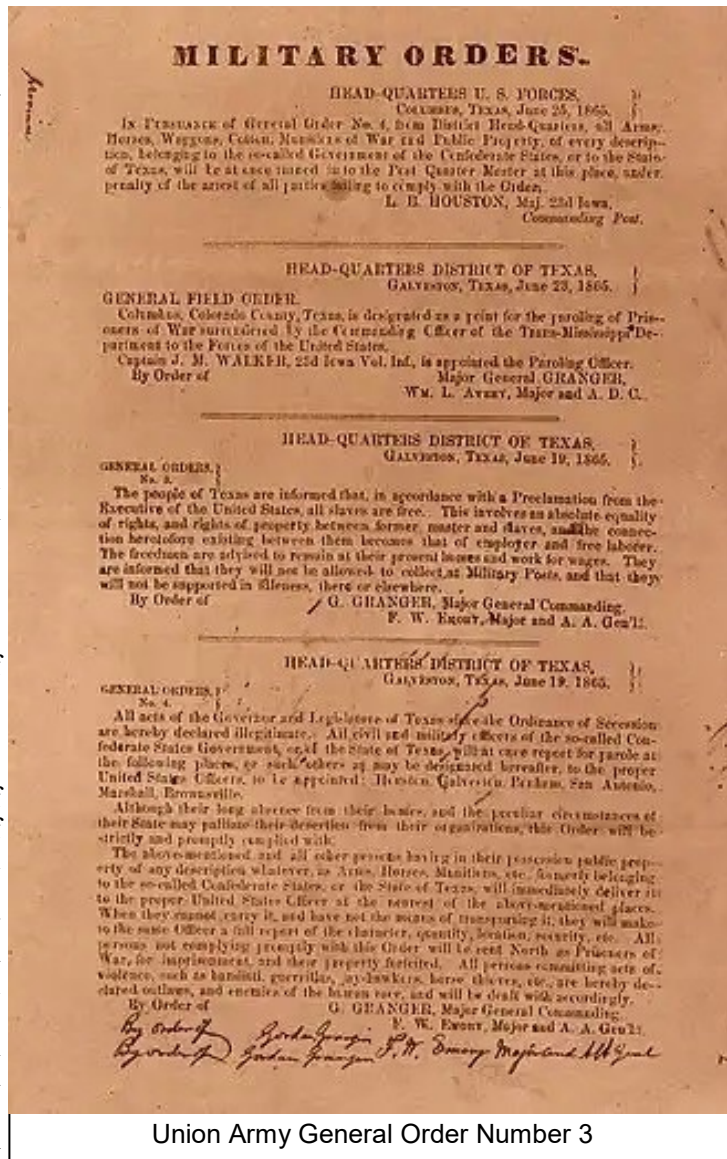 MILITARY ORDERS.
HEAD-QUARTERS U. S. FORCES,
COLUMBUS, TEXAS, June 25, 1865.
IN PURSUANCE of General Order No. 4, from District Head-Quarters, all Arms,
Horses, Waggons, Cotton, Munitions of War and Public Property, of every descrip-
tion, belonging to the so-called Government of the Confederate States, or to the State
of Texas, will be at once turned in to the Post Quarter Master at this place, under
penalty of the arrest of all parties failing to comply with the Order.
L. B. HOUSTON, Maj. 23d Iowa,
Commanding Post.
HEAD-QUARTERS DISTRICT OF TEXAS,
GALVESTON, TEXAS, June 23, 1865.
GENERAL FIELD ORDER.
Columbus, Colorado County, Texas, is designated as a point for the paroling of Pris-
oners of War surrendered by the Commanding Officer of the Trans-Mississippi De-
partment to the Forces of the United States.
Captain J. M. WALKER, 23d Iowa Vol. Inf., is appointed the Paroling Officer.
By Order of Major General GRANGER,
WM. L. AVERY, Major and A. D. C.
HEAD-QUARTERS DISTRICT OF TEXAS,
GALVESTON, TEXAS, June 19, 1865.
GENERAL ORDERS,
No. 3.
The people of Texas are informed that, in accordance with a Proclamation from the
Executive of the United States, all slaves are free. This involves an absolute equality
of rights, and rights of property between former master and slaves, and the connec-
tion heretofore existing between them becomes that of employer and free laborer.
The freedmen are advised to remain at their present homes and work for wages. They
are informed that they will not be allowed to collect at Military Posts, and that they
will not be supported in idleness, there or elsewhere.
By Order of G. GRANGER, Major General Commanding.
F. W. EMORY, Major and A. A. Gen'l.
HEAD-QUARTERS DISTRICT OF TEXAS,
GALVESTON, TEXAS, June 19, 1865.
GENERAL ORDERS,
No. 4.
All acts of the Governor and Legislature of Texas since the Ordinance of Secession
are hereby declared illegitimate. All civil and military officers of the so-called Con-
federate States Government, or of the State of Texas, will at once report for parole at
the following places, or such others as may be designated hereafter, to the proper
United States Officers, to be appointed: Houston, Galveston, Bonham, San Antonio,
Marshall, Brownsville.
Although their long absence from their homes, and the peculiar circumstances of
their State may palliate their desertion from their organizations, this Order will be
strictly and promptly complied with.
The above-mentioned and all other persons having in their possession public prop-
erty of any description whatever, as Arms, Horses, Munitions, etc., formerly belonging
to the so-called Confederate States, or the State of Texas, will immediately deliver it
to the proper United States Officer at the nearest of the above-mentioned places.
When they cannot carry it, and have not the means of transporting it, they will make
to the same Officer a full report of the character, quantity, location, security, etc. All
persons not complying promptly with this Order will be sent North as Prisoners of
War, for imprisonment, and their property forfeited. All persons committing acts of
violence, such as banditti, guerrillas, jay-hawkers, horse thieves, etc., are hereby de-
clared outlaws, and enemies of the human race, and will be dealt with accordingly.
By Order of G. GRANGER, Major General Commanding.
F. W. EMORY, Major and A. A. Gen'l.
By order of Gordon Granger
By order of Gordon Granger F. W. Emory Major and AA Genl
Union Army General Order Number 3